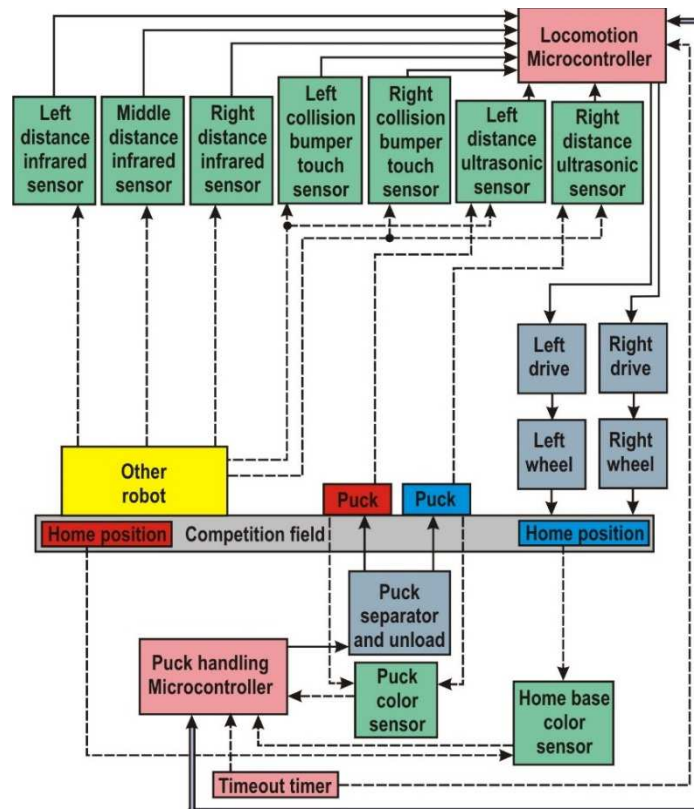 Locomotion
Microcontroller
Left
distance
infrared
sensor
Middle
distance
infrared
sensor
Right
distance
infrared
sensor
Left
collision
bumper
touch
sensor
Right
collision
bumper
touch
sensor
Left
distance
ultrasonic
sensor
Right
distance
ultrasonic
sensor
Left
drive
Right
drive
Left
wheel
Right
wheel
Other
robot
Puck
Puck
Home position
Competition field
Home position
Puck
separator
and unload
Puck handling
Microcontroller
Puck
color
sensor
Home base
color
sensor
Timeout timer